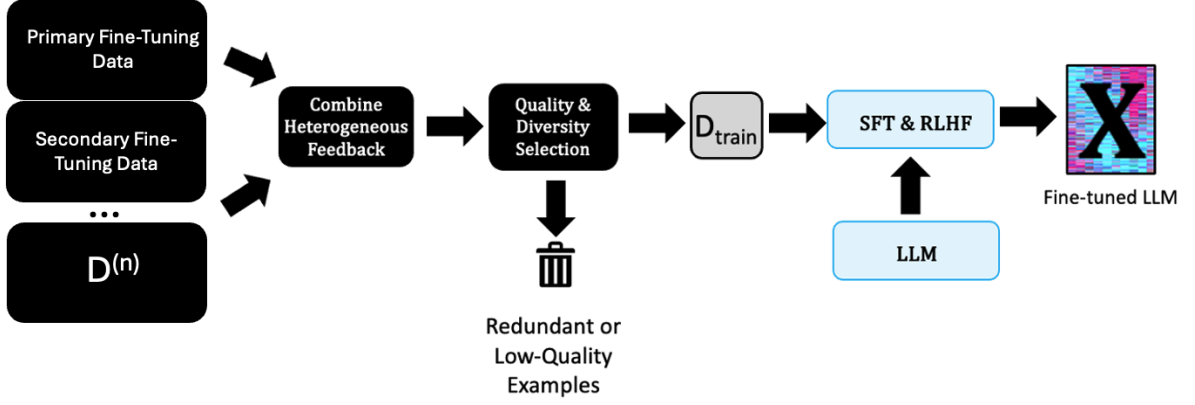 Primary Fine-Tuning
Data
Secondary Fine-
Tuning Data
...
D(n)
Combine
Heterogeneous
Feedback
Quality &
Diversity
Selection
Redundant or
Low-Quality
Examples
Dtrain
SFT & RLHF
LLM
X
Fine-tuned LLM